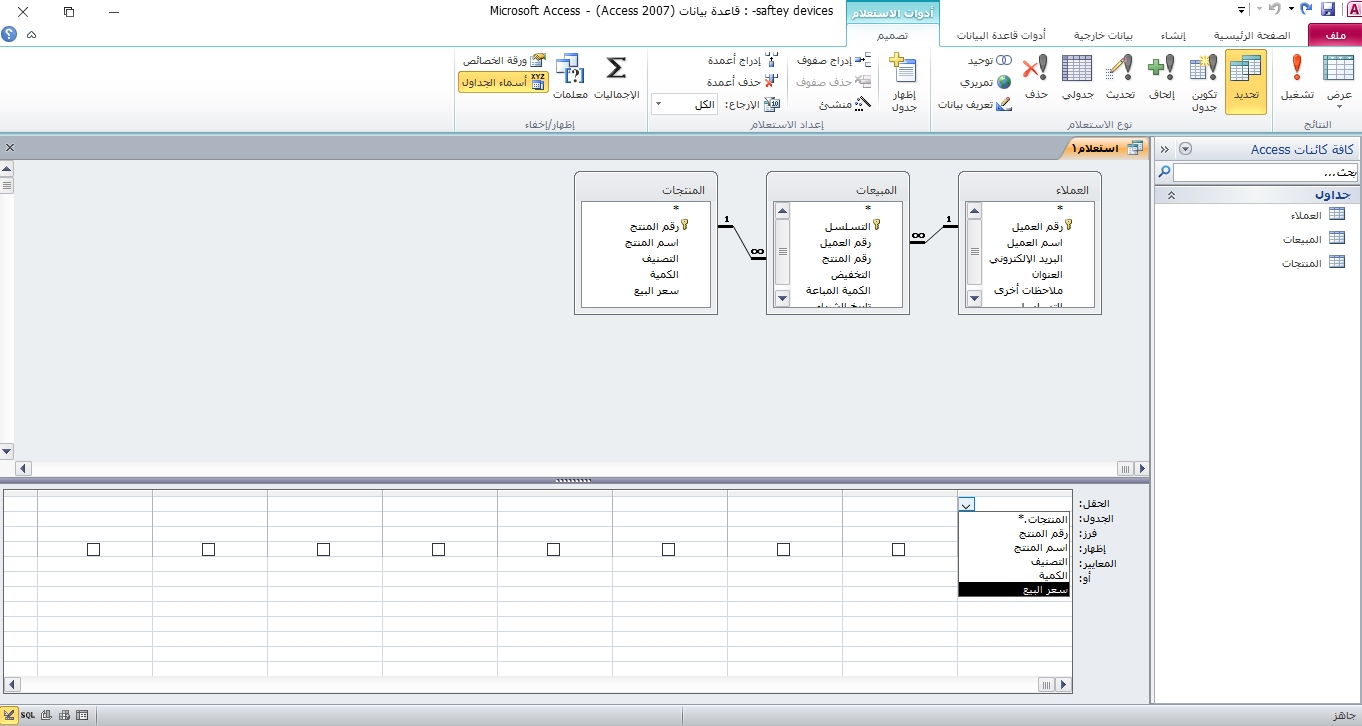 saftey devices- : قاعدة بيانات (Access 2007) - Microsoft Access
أدوات الاستعلام
ملف
الصفحة الرئيسية
إنشاء
بيانات خارجية
أدوات قاعدة البيانات
تصميم
عرض
تشغيل
النتائج
تحديد
تكوين جدول
إلحاق
تحديث
جدولي
حذف
توحيد
تمريري
تعريف بيانات
نوع الاستعلام
إظهار جدول
إدراج صفوف
حذف صفوف
منشئ
إدراج أعمدة
حذف أعمدة
الإرجاع: الكل
إعداد الاستعلام
الإجماليات
معلمات
ورقة الخصائص
أسماء الجداول
إظهار/إخفاء
كافة كائنات Access
بحث...
جداول
العملاء
المبيعات
المنتجات
استعلام١
العملاء
*
رقم العميل
اسم العميل
البريد الإلكتروني
العنوان
ملاحظات أخرى
1
∞
المبيعات
*
التسلسل
رقم العميل
رقم المنتج
التخفيض
الكمية المباعة
1
∞
المنتجات
*
رقم المنتج
اسم المنتج
التصنيف
الكمية
سعر البيع
الحقل:
الجدول:
فرز:
إظهار:
المعايير:
أو:
المنتجات.*
رقم المنتج
اسم المنتج
التصنيف
الكمية
سعر البيع
جاهز
SQL